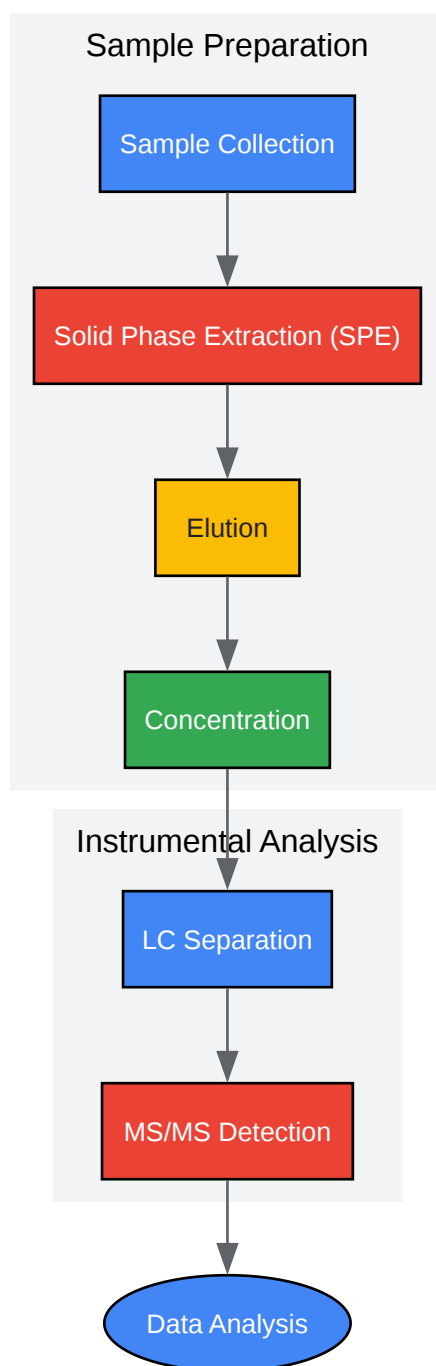 Sample Preparation
Sample Collection
Solid Phase Extraction (SPE)
Elution
Concentration
Instrumental Analysis
LC Separation
MS/MS Detection
Data Analysis